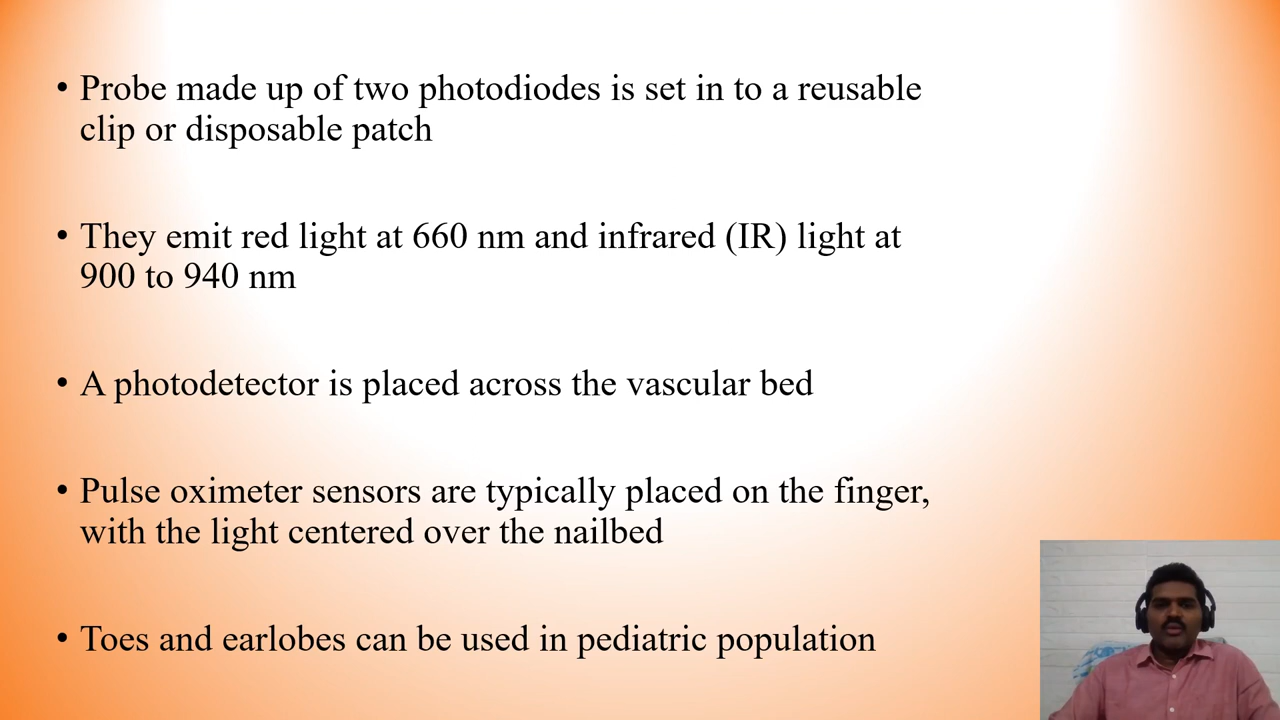 • Probe made up of two photodiodes is set in to a reusable
clip or disposable patch
• They emit red light at 660 nm and infrared (IR) light at
900 to 940 nm
• A photodetector is placed across the vascular bed
• Pulse oximeter sensors are typically placed on the finger,
with the light centered over the nailbed
• Toes and earlobes can be used in pediatric population